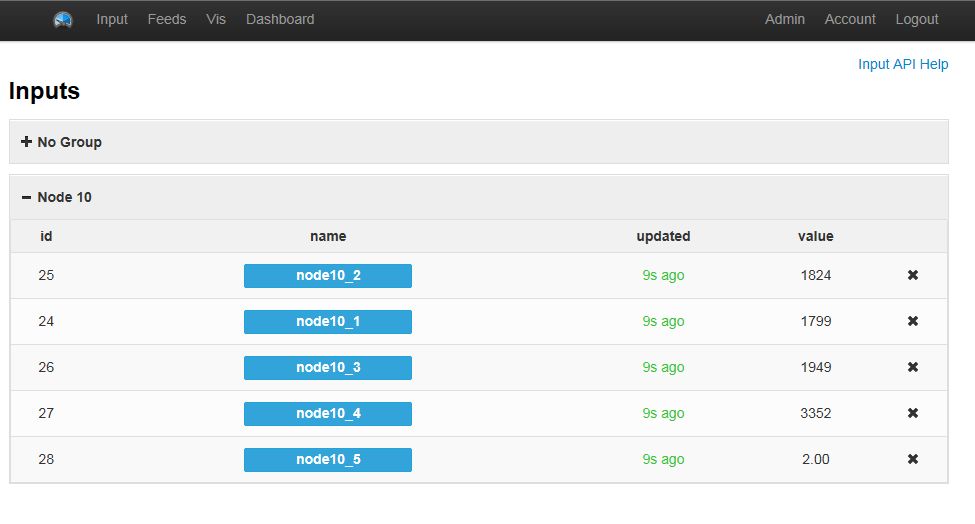 Input Feeds Vis Dashboard Admin Account Logout
Input API Help
Inputs
No Group
Node 10
id name updated value
25 node10_2 9s ago 1824
24 node10_1 9s ago 1799
26 node10_3 9s ago 1949
27 node10_4 9s ago 3352
28 node10_5 9s ago 2.00